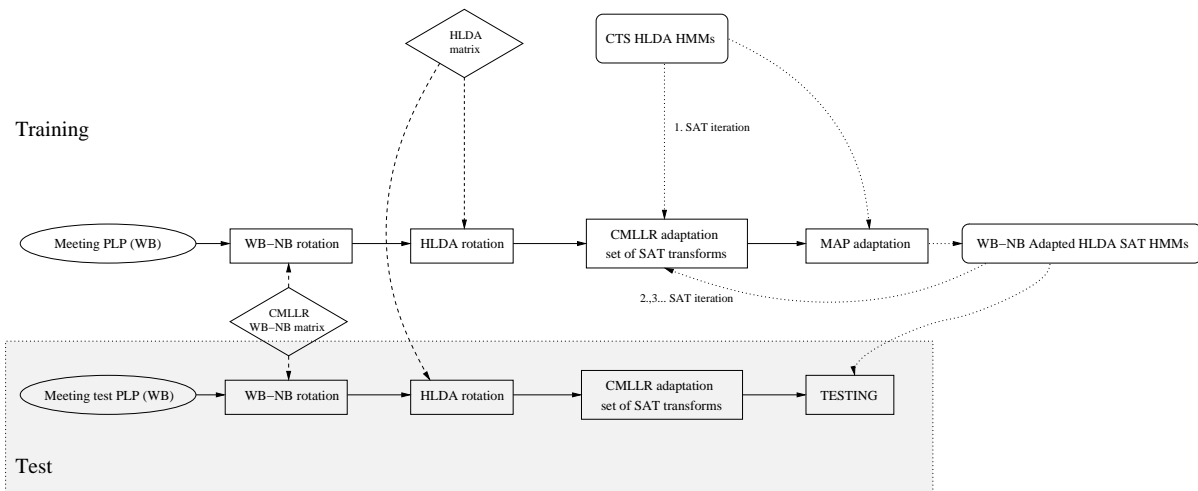 HLDA
matrix
CTS HLDA HMMs
Training
1. SAT iteration
Meeting PLP (WB)
WB−NB rotation
HLDA rotation
CMLLR adaptation
set of SAT transforms
MAP adaptation
WB−NB Adapted HLDA SAT HMMs
2.,3... SAT iteration
CMLLR
WB−NB matrix
Meeting test PLP (WB)
WB−NB rotation
HLDA rotation
CMLLR adaptation
set of SAT transforms
TESTING
Test